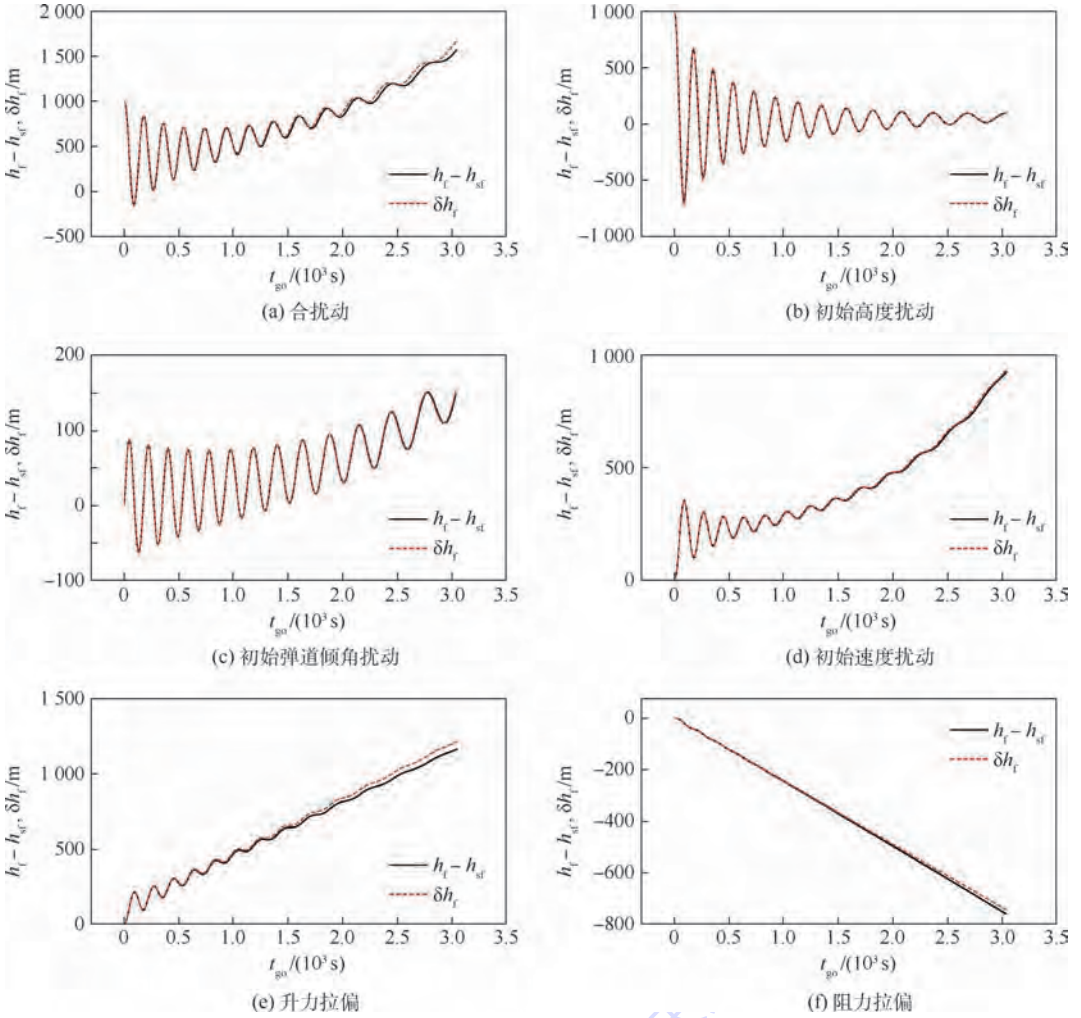 2 000
1 500
1 000
500
0
−500
h_f − h_sf, δh_f/m
h_f − h_sf
δh_f
0 0.5 1.0 1.5 2.0 2.5 3.0 3.5
t_go/(10³ s)
(a) 合扰动
1 000
500
0
−500
−1 000
h_f − h_sf, δh_f/m
h_f − h_sf
δh_f
0 0.5 1.0 1.5 2.0 2.5 3.0 3.5
t_go/(10³ s)
(b) 初始高度扰动
200
100
0
−100
h_f − h_sf, δh_f/m
h_f − h_sf
δh_f
0 0.5 1.0 1.5 2.0 2.5 3.0 3.5
t_go/(10³ s)
(c) 初始弹道倾角扰动
1 000
500
0
h_f − h_sf, δh_f/m
h_f − h_sf
δh_f
0 0.5 1.0 1.5 2.0 2.5 3.0 3.5
t_go/(10³ s)
(d) 初始速度扰动
1 500
1 000
500
0
h_f − h_sf, δh_f/m
h_f − h_sf
δh_f
0 0.5 1.0 1.5 2.0 2.5 3.0 3.5
t_go/(10³ s)
(e) 升力拉偏
0
−200
−400
−600
−800
h_f − h_sf, δh_f/m
h_f − h_sf
δh_f
0 0.5 1.0 1.5 2.0 2.5 3.0 3.5
t_go/(10³ s)
(f) 阻力拉偏